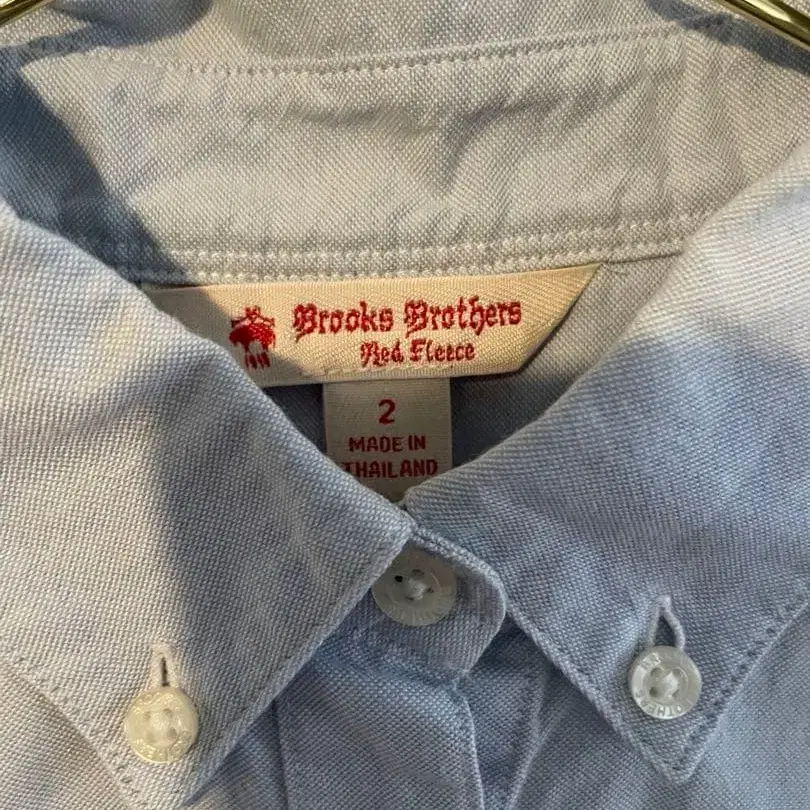 Brooks Brothers
Red Fleece
2
MADE IN
THAILAND